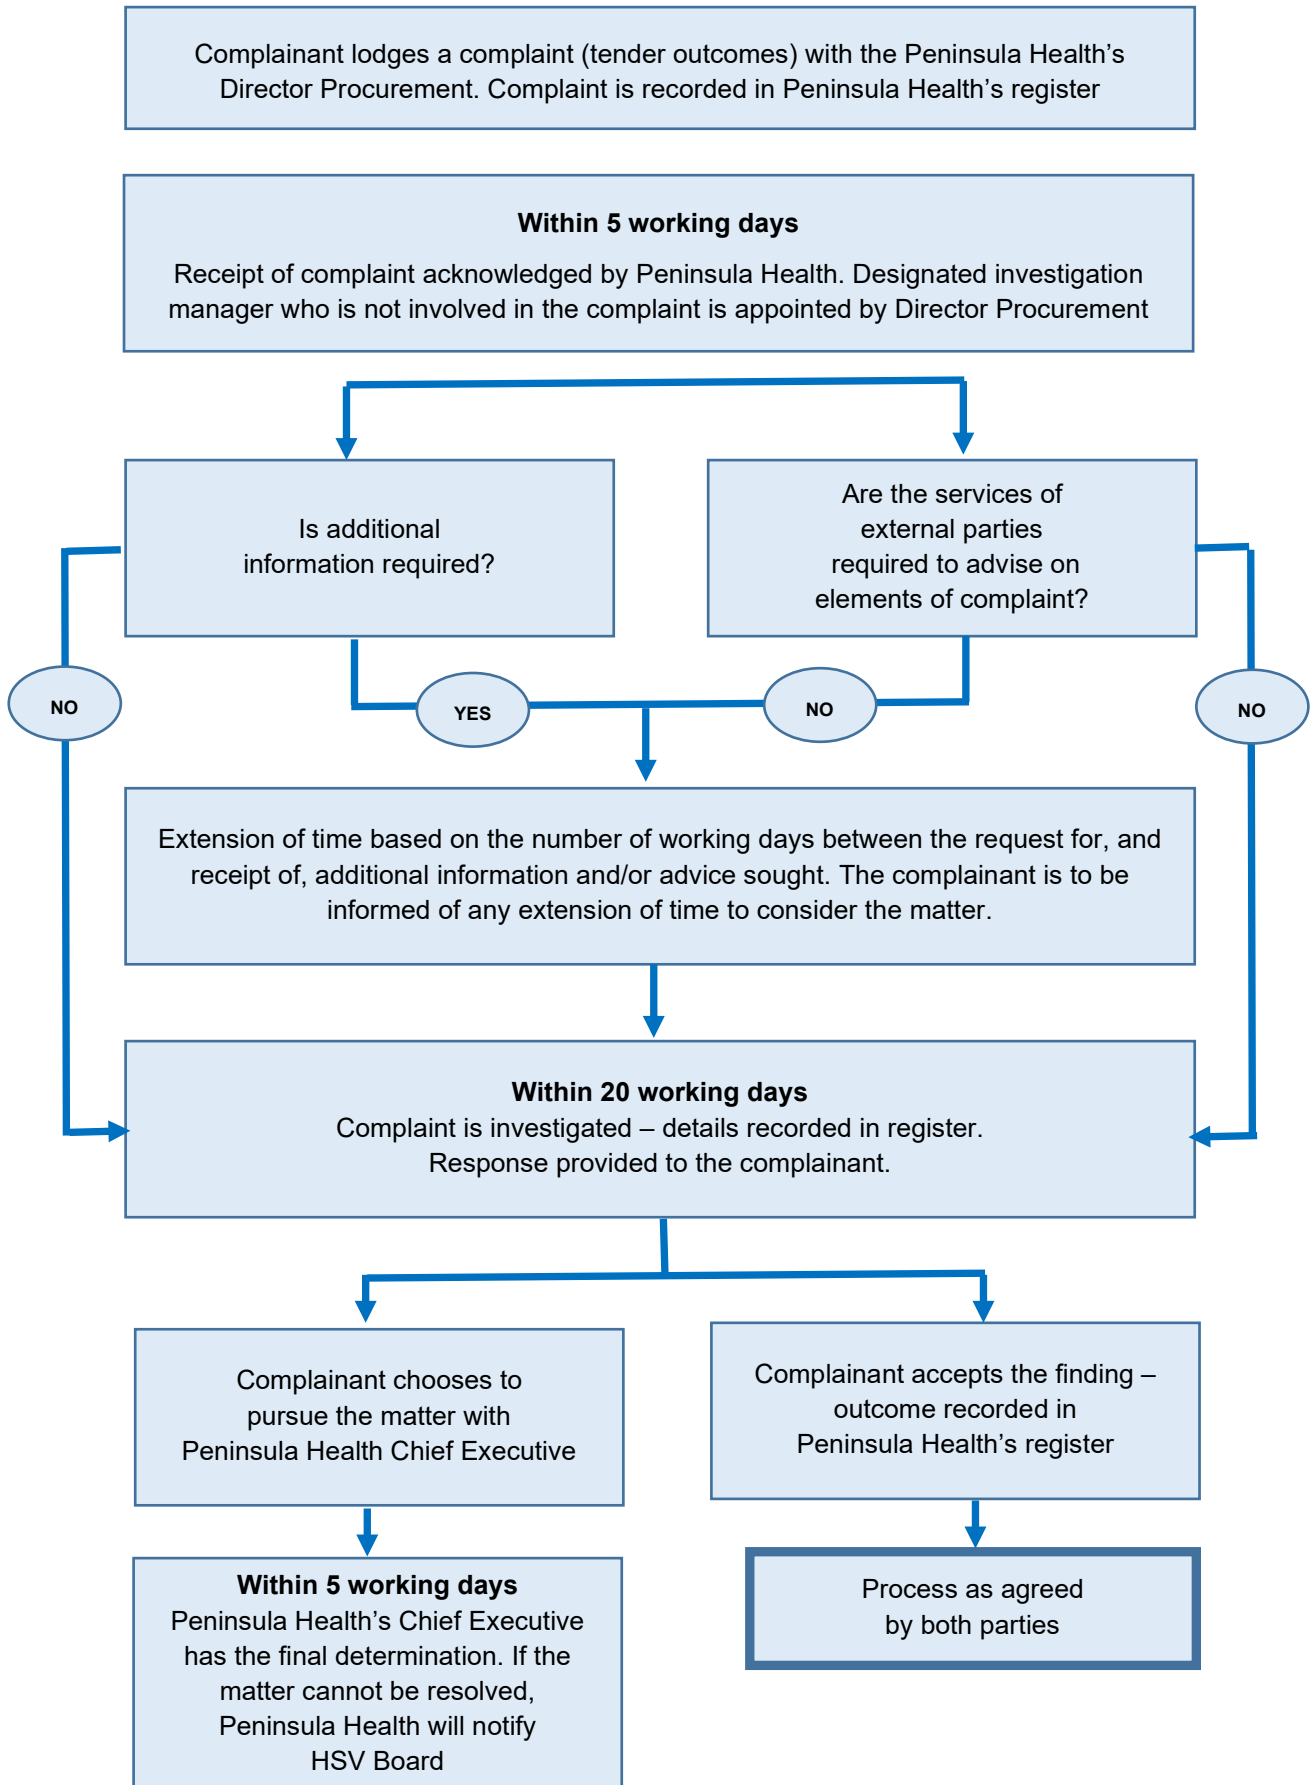 Complainant lodges a complaint (tender outcomes) with the Peninsula Health’s
Director Procurement. Complaint is recorded in Peninsula Health’s register
Within 5 working days
Receipt of complaint acknowledged by Peninsula Health. Designated investigation
manager who is not involved in the complaint is appointed by Director Procurement
Is additional
information required?
Are the services of
external parties
required to advise on
elements of complaint?
NO
YES
NO
NO
Extension of time based on the number of working days between the request for, and
receipt of, additional information and/or advice sought. The complainant is to be
informed of any extension of time to consider the matter.
Within 20 working days
Complaint is investigated – details recorded in register.
Response provided to the complainant.
Complainant chooses to
pursue the matter with
Peninsula Health Chief Executive
Complainant accepts the finding –
outcome recorded in
Peninsula Health’s register
Within 5 working days
Peninsula Health’s Chief Executive
has the final determination. If the
matter cannot be resolved,
Peninsula Health will notify
HSV Board
Process as agreed
by both parties